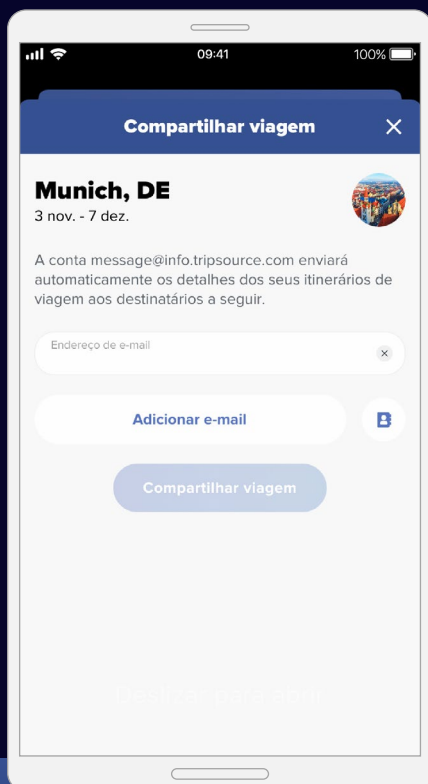 09:41
100%
Compartilhar viagem
Munich, DE
3 nov. - 7 dez.
A conta message@info.tripsource.com enviará
automaticamente os detalhes dos seus itinerários de
viagem aos destinatários a seguir.
Endereço de e-mail
Adicionar e-mail
Compartilhar viagem